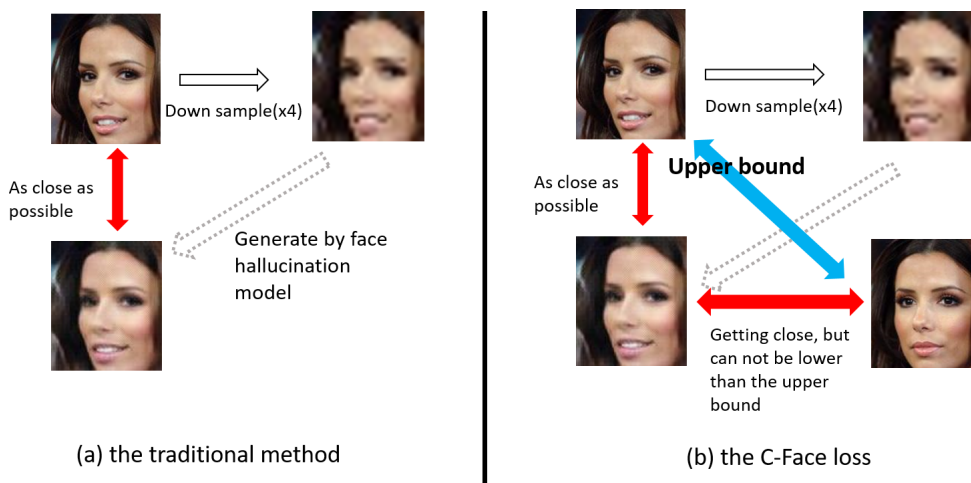 Down sample(x4)
As close as
possible
Generate by face
hallucination
model
(a) the traditional method
Down sample(x4)
Upper bound
As close as
possible
Getting close, but
can not be lower
than the upper
bound
(b) the C-Face loss